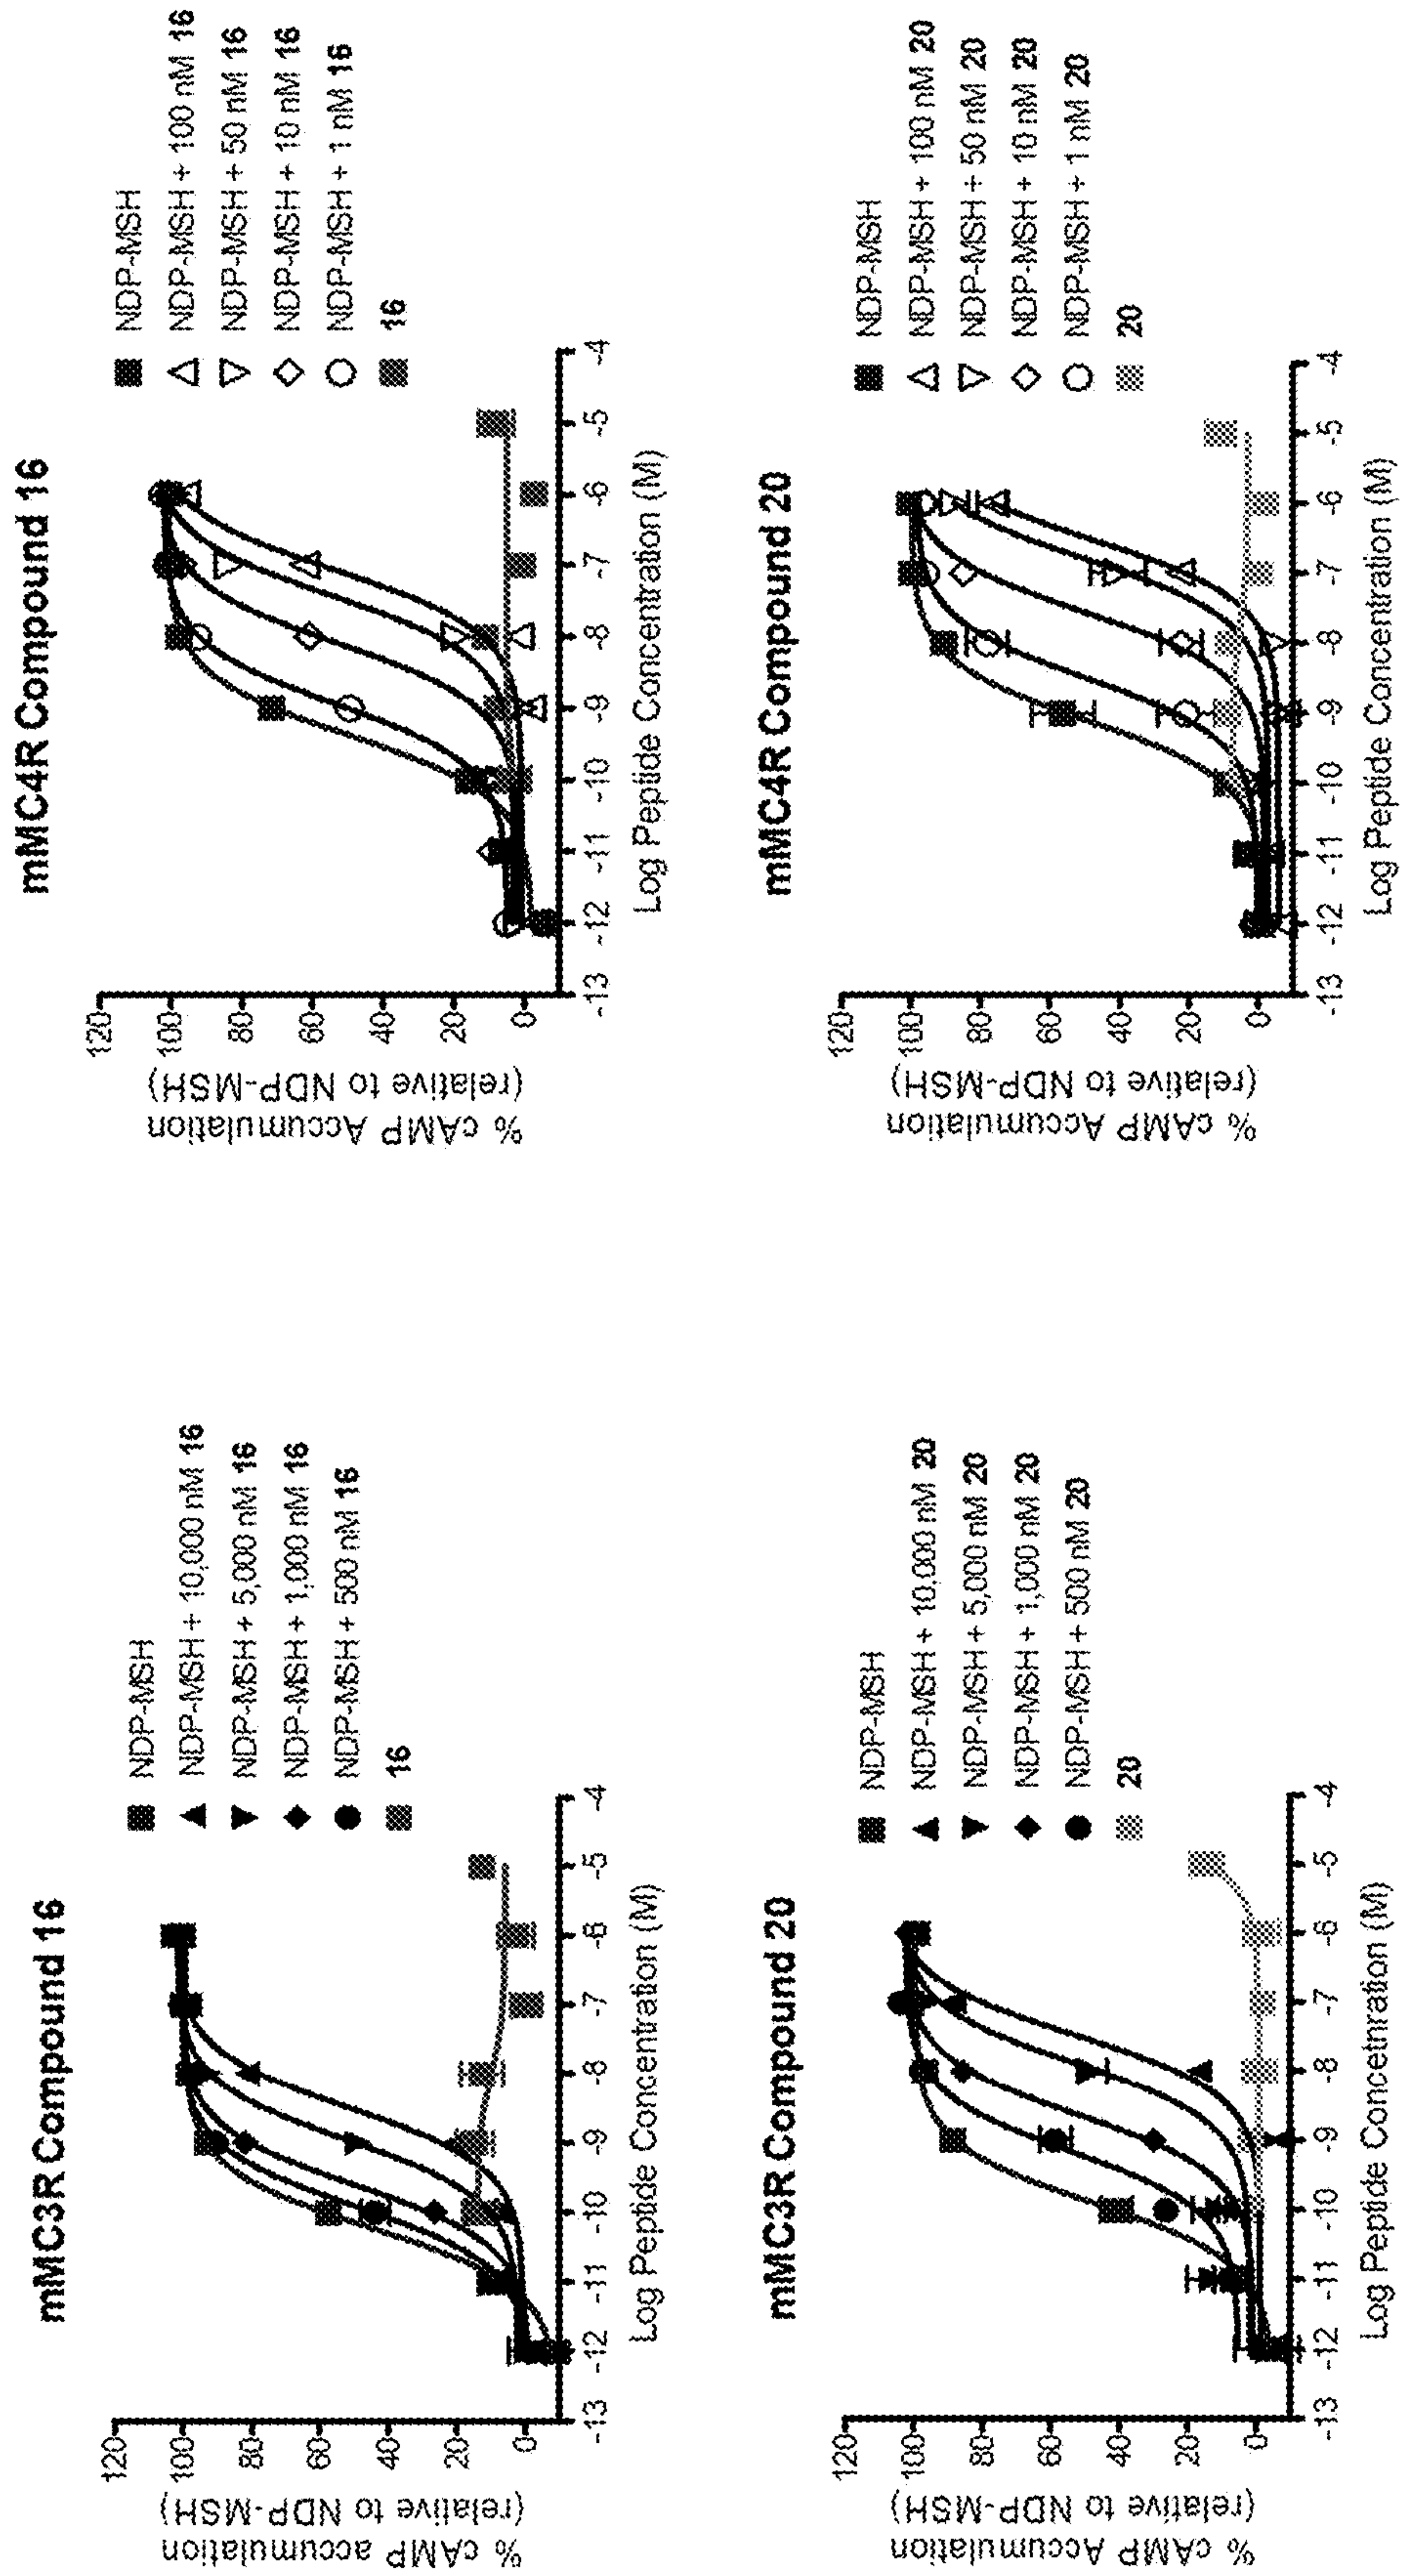 mMC3R Compound 16
% cAMP accumulation
(relative to NDP-MSH)
120
100
80
60
40
20
0
-13
-12
-11
-10
-9
-8
-7
-6
-5
-4
Log Peptide Concentration (M)
NDP-MSH
NDP-MSH + 10,000 nM 16
NDP-MSH + 5,000 nM 16
NDP-MSH + 1,000 nM 16
NDP-MSH + 500 nM 16
16
mMC4R Compound 16
% cAMP Accumulation
(relative to NDP-MSH)
120
100
80
60
40
20
0
-13
-12
-11
-10
-9
-8
-7
-6
-5
-4
Log Peptide Concentration (M)
NDP-MSH
NDP-MSH + 100 nM 16
NDP-MSH + 50 nM 16
NDP-MSH + 10 nM 16
NDP-MSH + 1 nM 16
16
mMC3R Compound 20
% cAMP Accumulation
(relative to NDP-MSH)
120
100
80
60
40
20
0
-13
-12
-11
-10
-9
-8
-7
-6
-5
-4
Log Peptide Concetnration (M)
NDP-MSH
NDP-MSH + 10,000 nM 20
NDP-MSH + 5,000 nM 20
NDP-MSH + 1,000 nM 20
NDP-MSH + 500 nM 20
20
mMC4R Compound 20
% cAMP Accumulation
(relative to NDP-MSH)
120
100
80
60
40
20
0
-13
-12
-11
-10
-9
-8
-7
-6
-5
-4
Log Peptide Concentration (M)
NDP-MSH
NDP-MSH + 100 nM 20
NDP-MSH + 50 nM 20
NDP-MSH + 10 nM 20
NDP-MSH + 1 nM 20
20